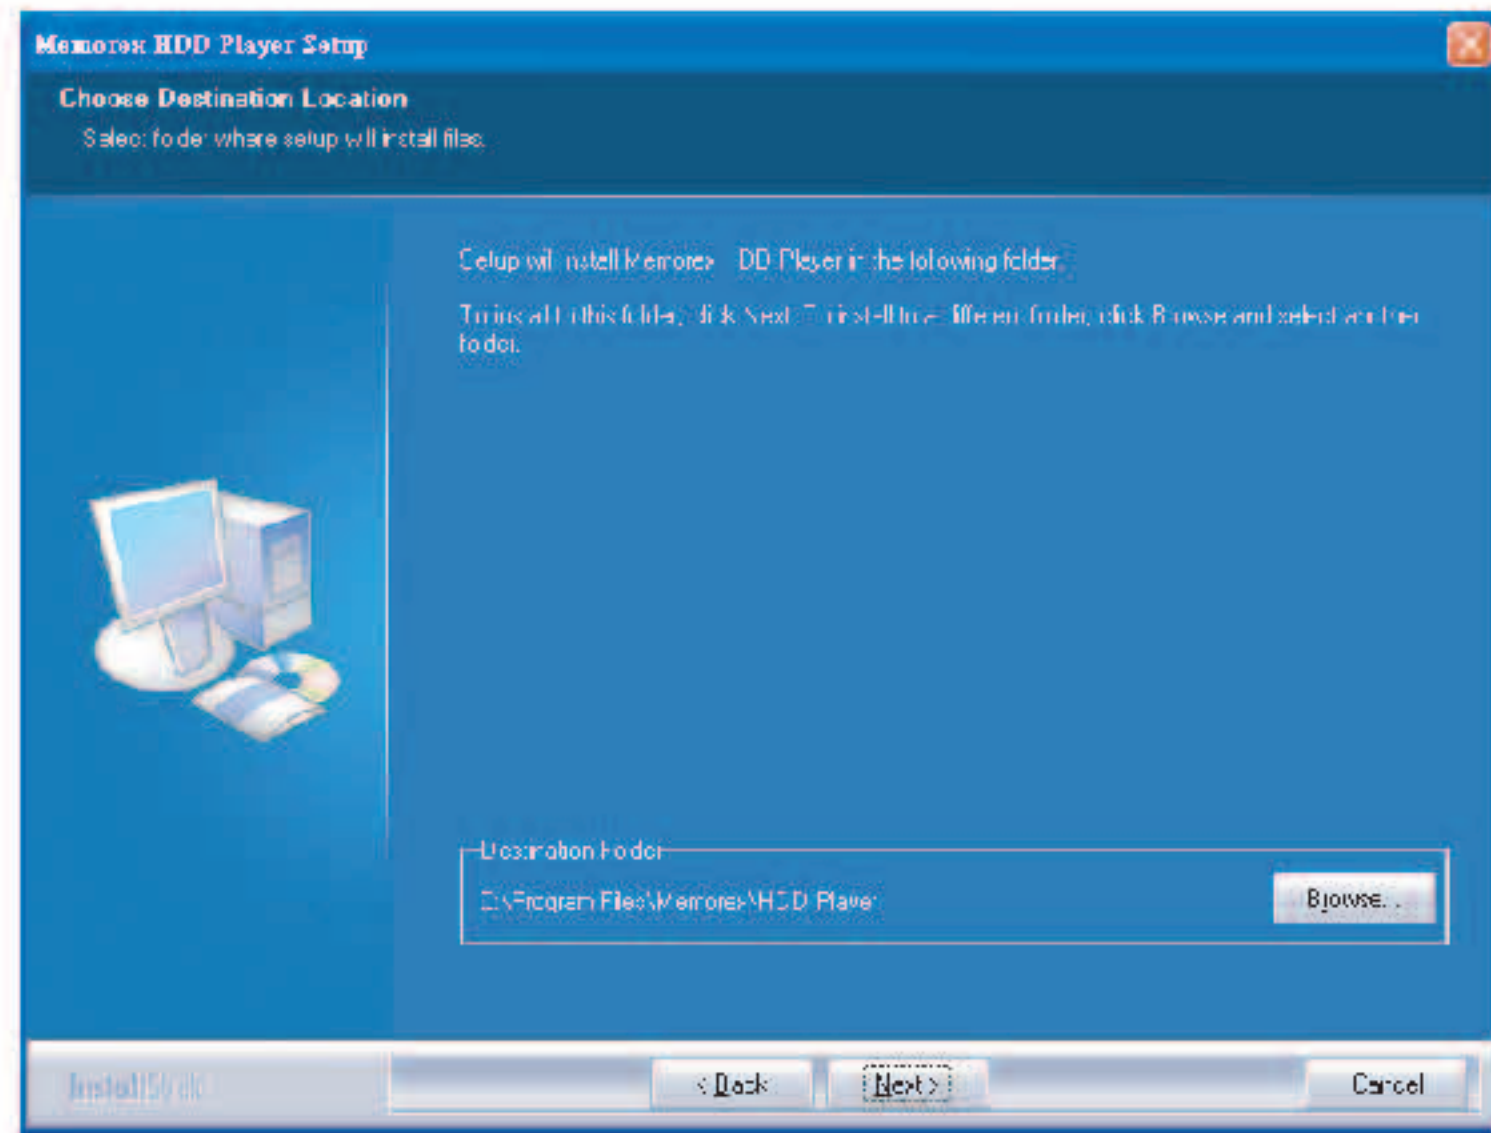 Memorex HDD Player Setup
Choose Destination Location
Select folder where setup will install files.
Setup will install Memorex HDD Player in the following folder.
To install to this folder, click Next. To install to a different folder, click Browse and select another
folder.
Destination Folder
C:\Program Files\Memorex\HDD Player
Browse...
InstallShield
< Back
Next >
Cancel